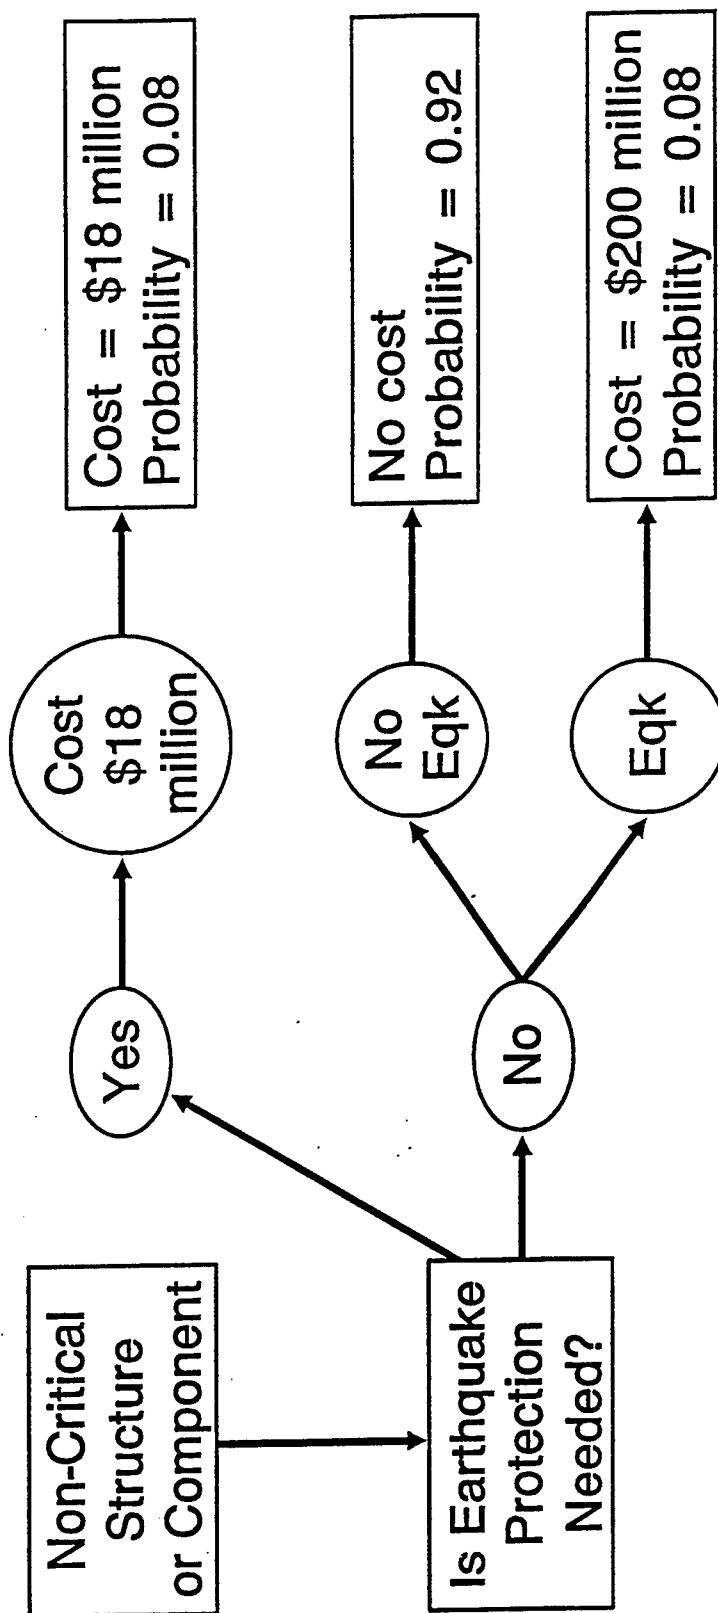 Non-Critical
Structure
or Component
Is Earthquake
Protection
Needed?
Yes
Cost
$18
million
Cost = $18 million
Probability = 0.08
No
No
Eqk
No cost
Probability = 0.92
Eqk
Cost = $200 million
Probability = 0.08